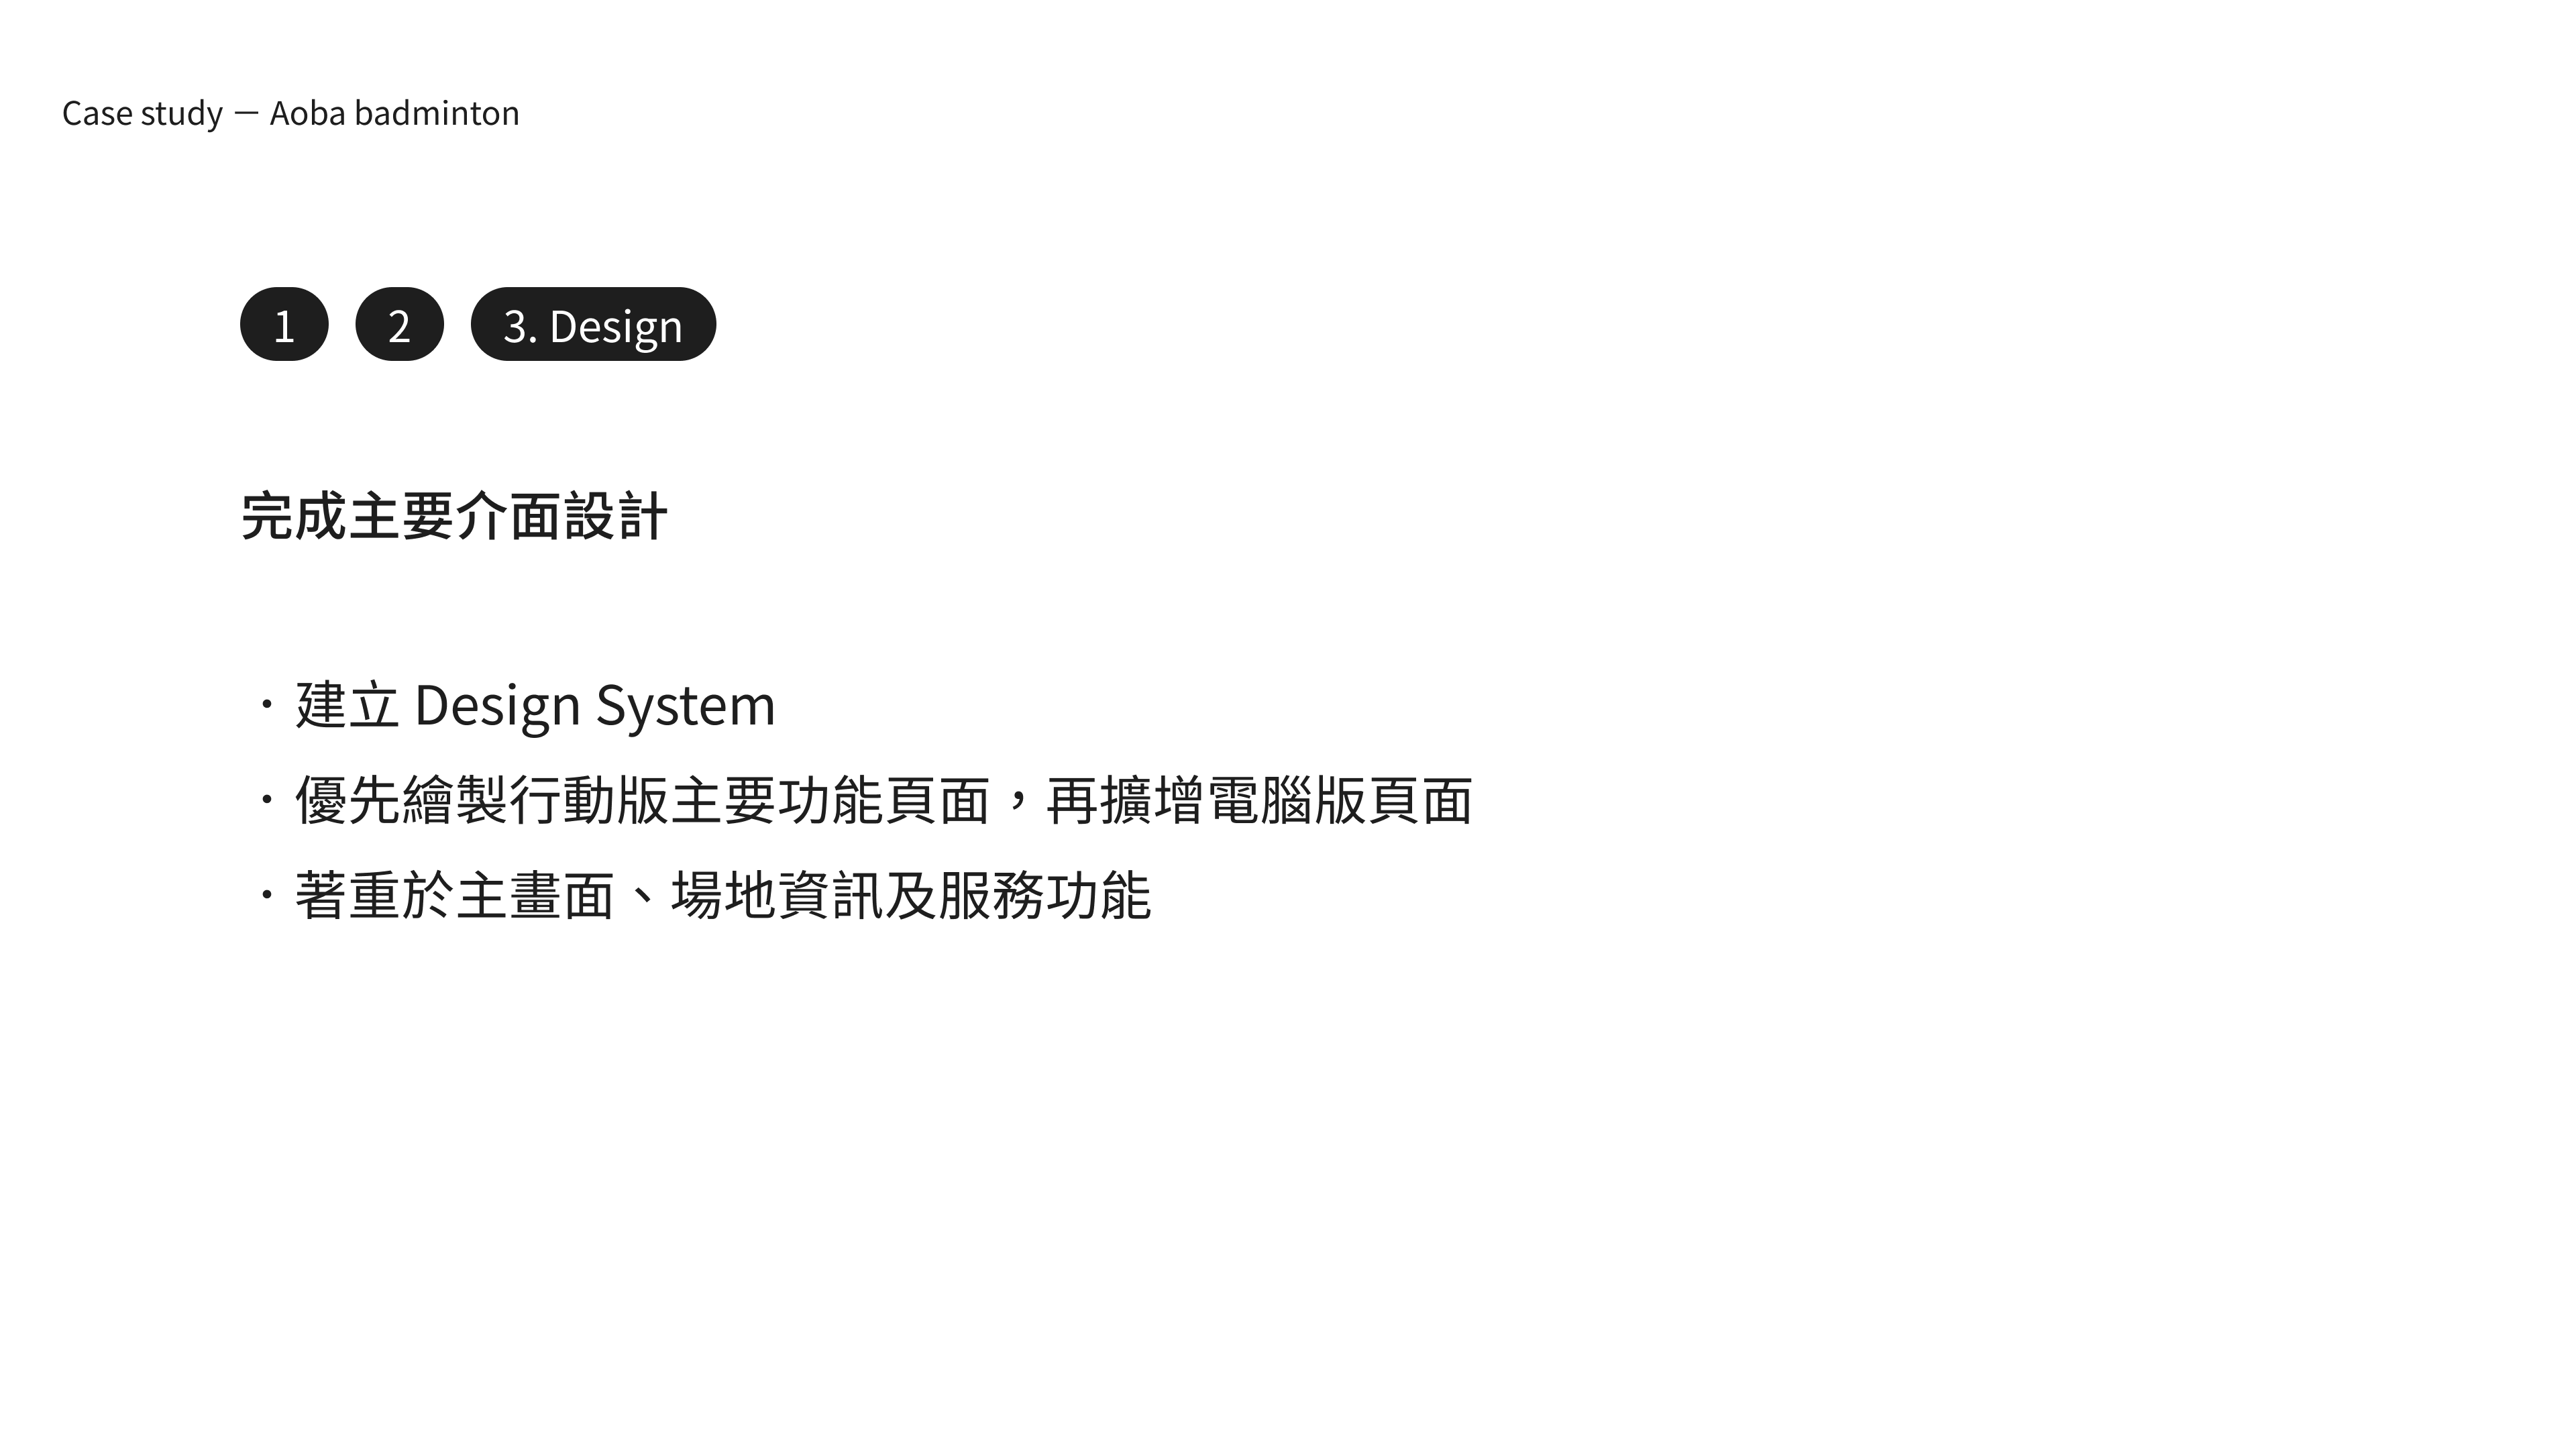 Case study — Aoba badminton
1 2 3. Design
完成主要介面設計
・建立 Design System
・優先繪製行動版主要功能頁面，再擴增電腦版頁面
・著重於主畫面、場地資訊及服務功能